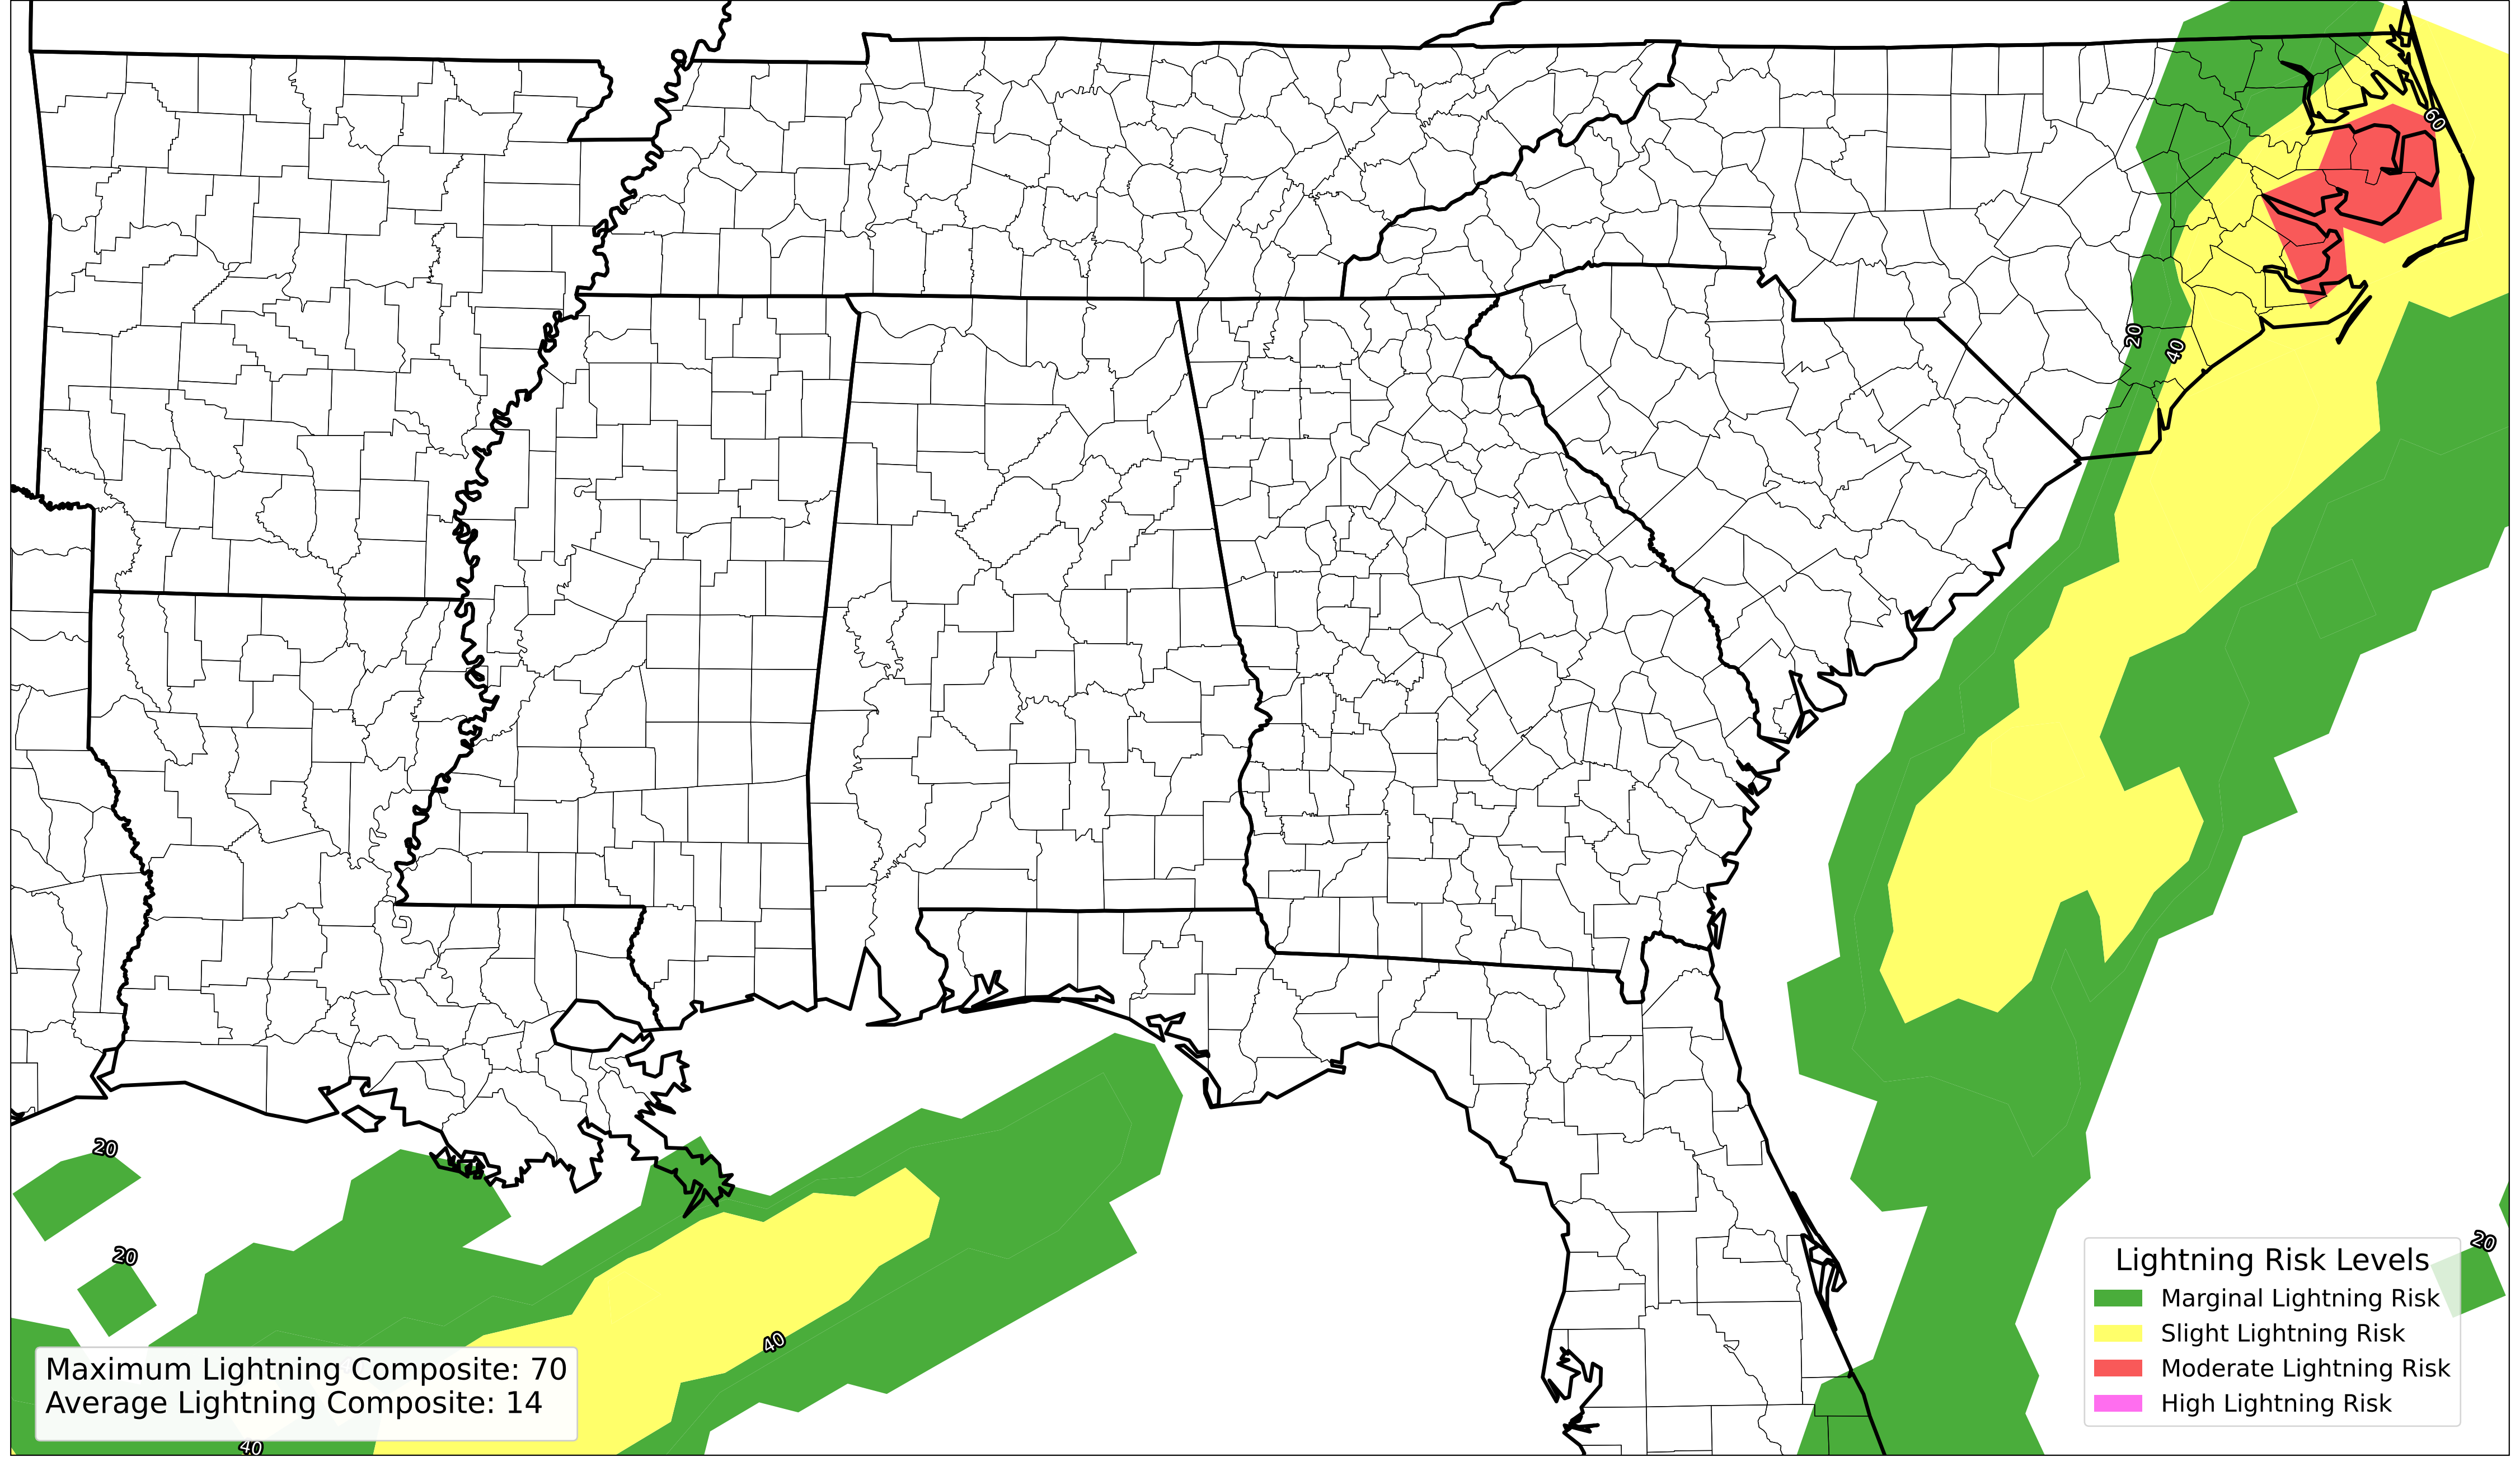 60
20
40
20
20
20
40
40
Lightning Risk Levels
Marginal Lightning Risk
Slight Lightning Risk
Moderate Lightning Risk
High Lightning Risk
Maximum Lightning Composite: 70
Average Lightning Composite: 14